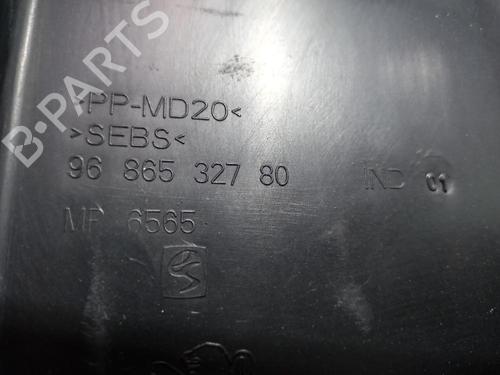 B-PARTS
>PP-MD20<
>SEBS<
96 865 327 80 IND 01
MP 6565